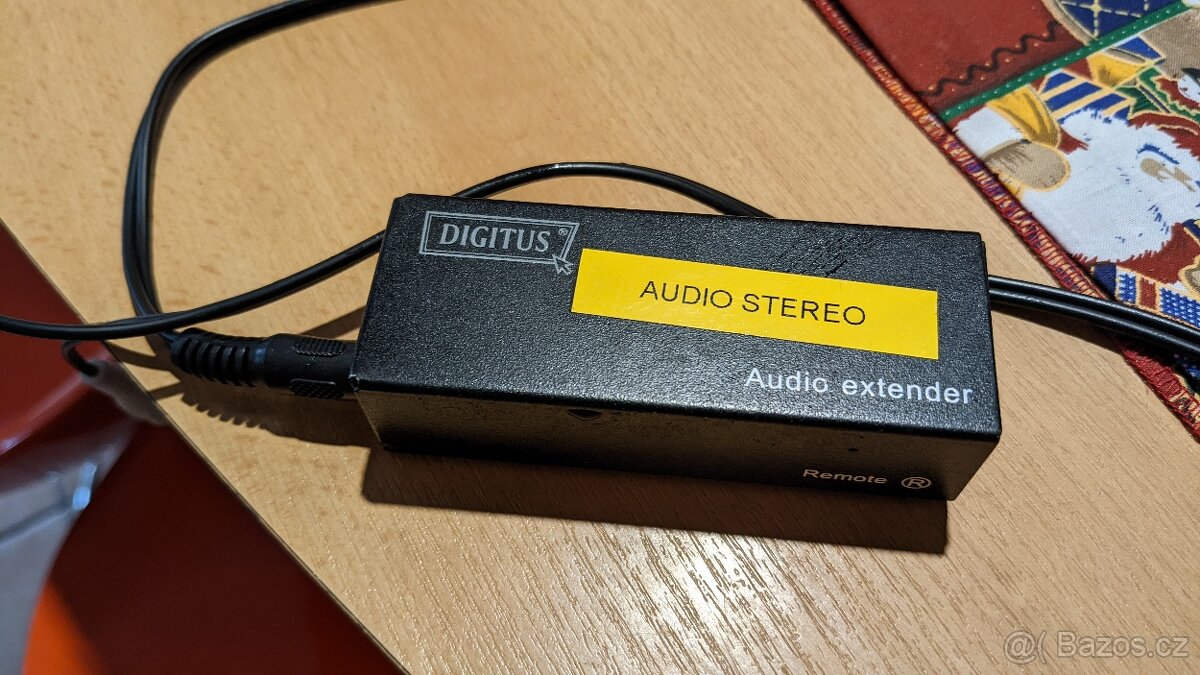 DIGITUS®
AUDIO STEREO
Audio extender
Remote ®
@( Bazos.cz